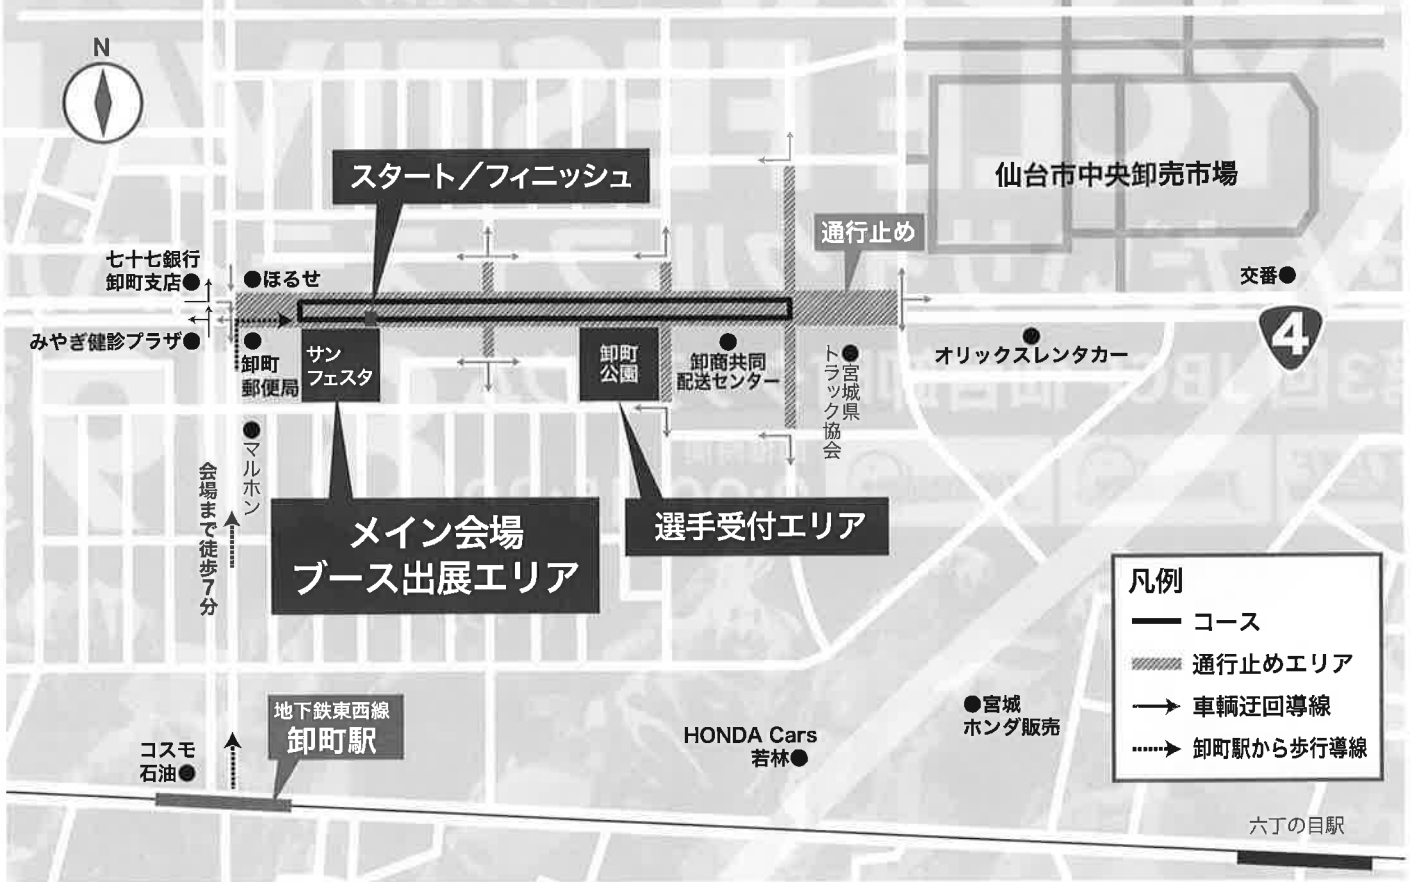 N
スタート／フィニッシュ
仙台市中央卸売市場
通行止め
七十七銀行
卸町支店
ほるせ
交番
4
みやぎ健診プラザ
卸町
郵便局
サン
フェスタ
卸町
公園
卸商共同
配送センター
宮城県
トラック協会
オリックスレンタカー
マルホン
会場まで徒歩7分
メイン会場
ブース出展エリア
選手受付エリア
凡例
コース
通行止めエリア
車輌迂回導線
卸町駅から歩行導線
地下鉄東西線
卸町駅
コスモ
石油
HONDA Cars
若林
宮城
ホンダ販売
六丁の目駅